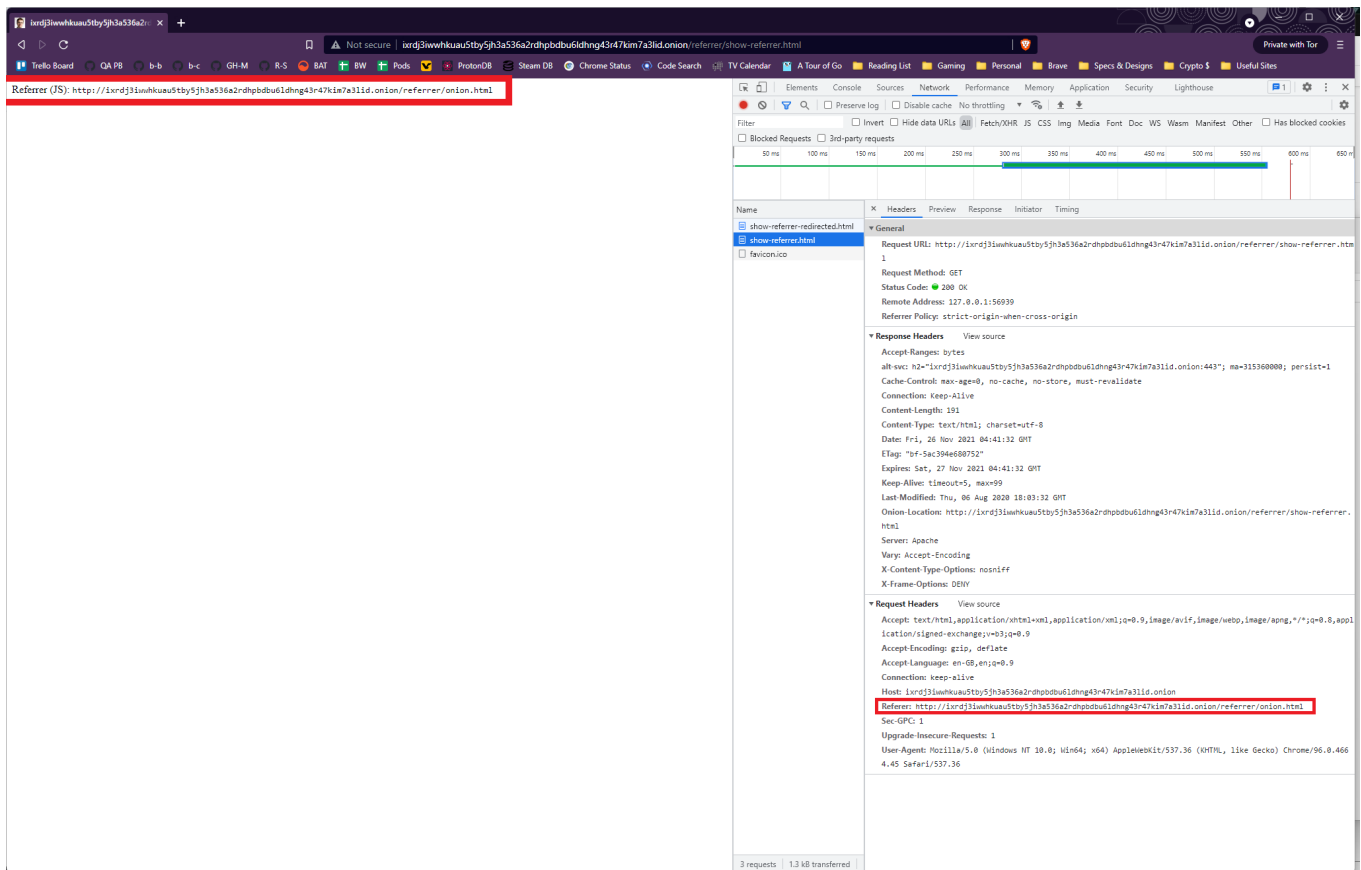 ixrdj3iwwhkuau5tby5jh3a536a2rd
Not secure | ixrdj3iwwhkuau5tby5jh3a536a2rdhpbdbu6ldhng43r47kim7a3lid.onion/referrer/show-referrer.html
Private with Tor
Trello Board QA PB b-b b-c GH-M R-S BAT BW Pods ProtonDB Steam DB Chrome Status Code Search TV Calendar A Tour of Go Reading List Gaming Personal Brave Specs & Designs Crypto $ Useful Sites
Referrer (JS): http://ixrdj3iwwhkuau5tby5jh3a536a2rdhpbdbu6ldhng43r47kim7a3lid.onion/referrer/onion.html
Elements Console Sources Network Performance Memory Application Security Lighthouse 1
Preserve log Disable cache No throttling
Filter Invert Hide data URLs All Fetch/XHR JS CSS Img Media Font Doc WS Wasm Manifest Other Has blocked cookies
Blocked Requests 3rd-party requests
50 ms 100 ms 150 ms 200 ms 250 ms 300 ms 350 ms 400 ms 450 ms 500 ms 550 ms 600 ms 650 m
Name
show-referrer-redirected.html
show-referrer.html
favicon.ico
Headers Preview Response Initiator Timing
General
Request URL: http://ixrdj3iwwhkuau5tby5jh3a536a2rdhpbdbu6ldhng43r47kim7a3lid.onion/referrer/show-referrer.htm
l
Request Method: GET
Status Code: 200 OK
Remote Address: 127.0.0.1:56939
Referrer Policy: strict-origin-when-cross-origin
Response Headers View source
Accept-Ranges: bytes
alt-svc: h2="ixrdj3iwwhkuau5tby5jh3a536a2rdhpbdbu6ldhng43r47kim7a3lid.onion:443"; ma=315360000; persist=1
Cache-Control: max-age=0, no-cache, no-store, must-revalidate
Connection: Keep-Alive
Content-Length: 191
Content-Type: text/html; charset=utf-8
Date: Fri, 26 Nov 2021 04:41:32 GMT
ETag: "bf-5ac394e680752"
Expires: Sat, 27 Nov 2021 04:41:32 GMT
Keep-Alive: timeout=5, max=99
Last-Modified: Thu, 06 Aug 2020 18:03:32 GMT
Onion-Location: http://ixrdj3iwwhkuau5tby5jh3a536a2rdhpbdbu6ldhng43r47kim7a3lid.onion/referrer/show-referrer.
html
Server: Apache
Vary: Accept-Encoding
X-Content-Type-Options: nosniff
X-Frame-Options: DENY
Request Headers View source
Accept: text/html,application/xhtml+xml,application/xml;q=0.9,image/avif,image/webp,image/apng,*/*;q=0.8,appl
ication/signed-exchange;v=b3;q=0.9
Accept-Encoding: gzip, deflate
Accept-Language: en-GB,en;q=0.9
Connection: keep-alive
Host: ixrdj3iwwhkuau5tby5jh3a536a2rdhpbdbu6ldhng43r47kim7a3lid.onion
Referer: http://ixrdj3iwwhkuau5tby5jh3a536a2rdhpbdbu6ldhng43r47kim7a3lid.onion/referrer/onion.html
Sec-GPC: 1
Upgrade-Insecure-Requests: 1
User-Agent: Mozilla/5.0 (Windows NT 10.0; Win64; x64) AppleWebKit/537.36 (KHTML, like Gecko) Chrome/96.0.466
4.45 Safari/537.36
3 requests 1.3 kB transferred